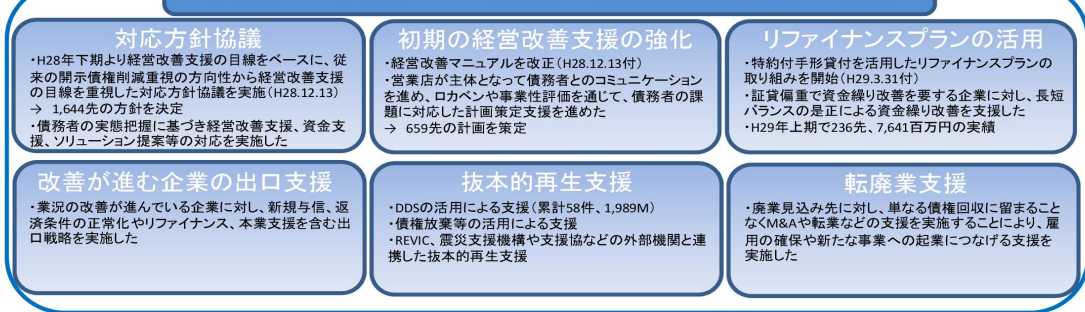 対応方針協議
・H28年下期より経営改善支援の目線をベースに、従
来の開示債権削減重視の方向性から経営改善支援
の目線を重視した対応方針協議を実施(H28.12.13)
→ 1,644先の方針を決定
・債務者の実態把握に基づき経営改善支援、資金支
援、ソリューション提案等の対応を実施した
初期の経営改善支援の強化
・経営改善マニュアルを改正(H28.12.13付)
・営業店が主体となって債務者とのコミュニケーション
を進め、ロカベンや事業性評価を通じて、債務者の課
題に対応した計画策定支援を進めた
→ 659先の計画を策定
リファイナンスプランの活用
・特約付手形貸付を活用したリファイナンスプランの
取り組みを開始(H29.3.31付)
・証貸偏重で資金繰り改善を要する企業に対し、長短
バランスの是正による資金繰り改善を支援した
・H29年上期で236先、7,641百万円の実績
改善が進む企業の出口支援
・業況の改善が進んでいる企業に対し、新規与信、返
済条件の正常化やリファイナンス、本業支援を含む出
口戦略を実施した
抜本的再生支援
・DDSの活用による支援(累計58件、1,989M)
・債権放棄等の活用による支援
・REVIC、震災支援機構や支援協などの外部機関と連
携した抜本的再生支援
転廃業支援
・廃業見込み先に対し、単なる債権回収に留まること
なくM&Aや転業などの支援を実施することにより、雇
用の確保や新たな事業への起業につなげる支援を
実施した